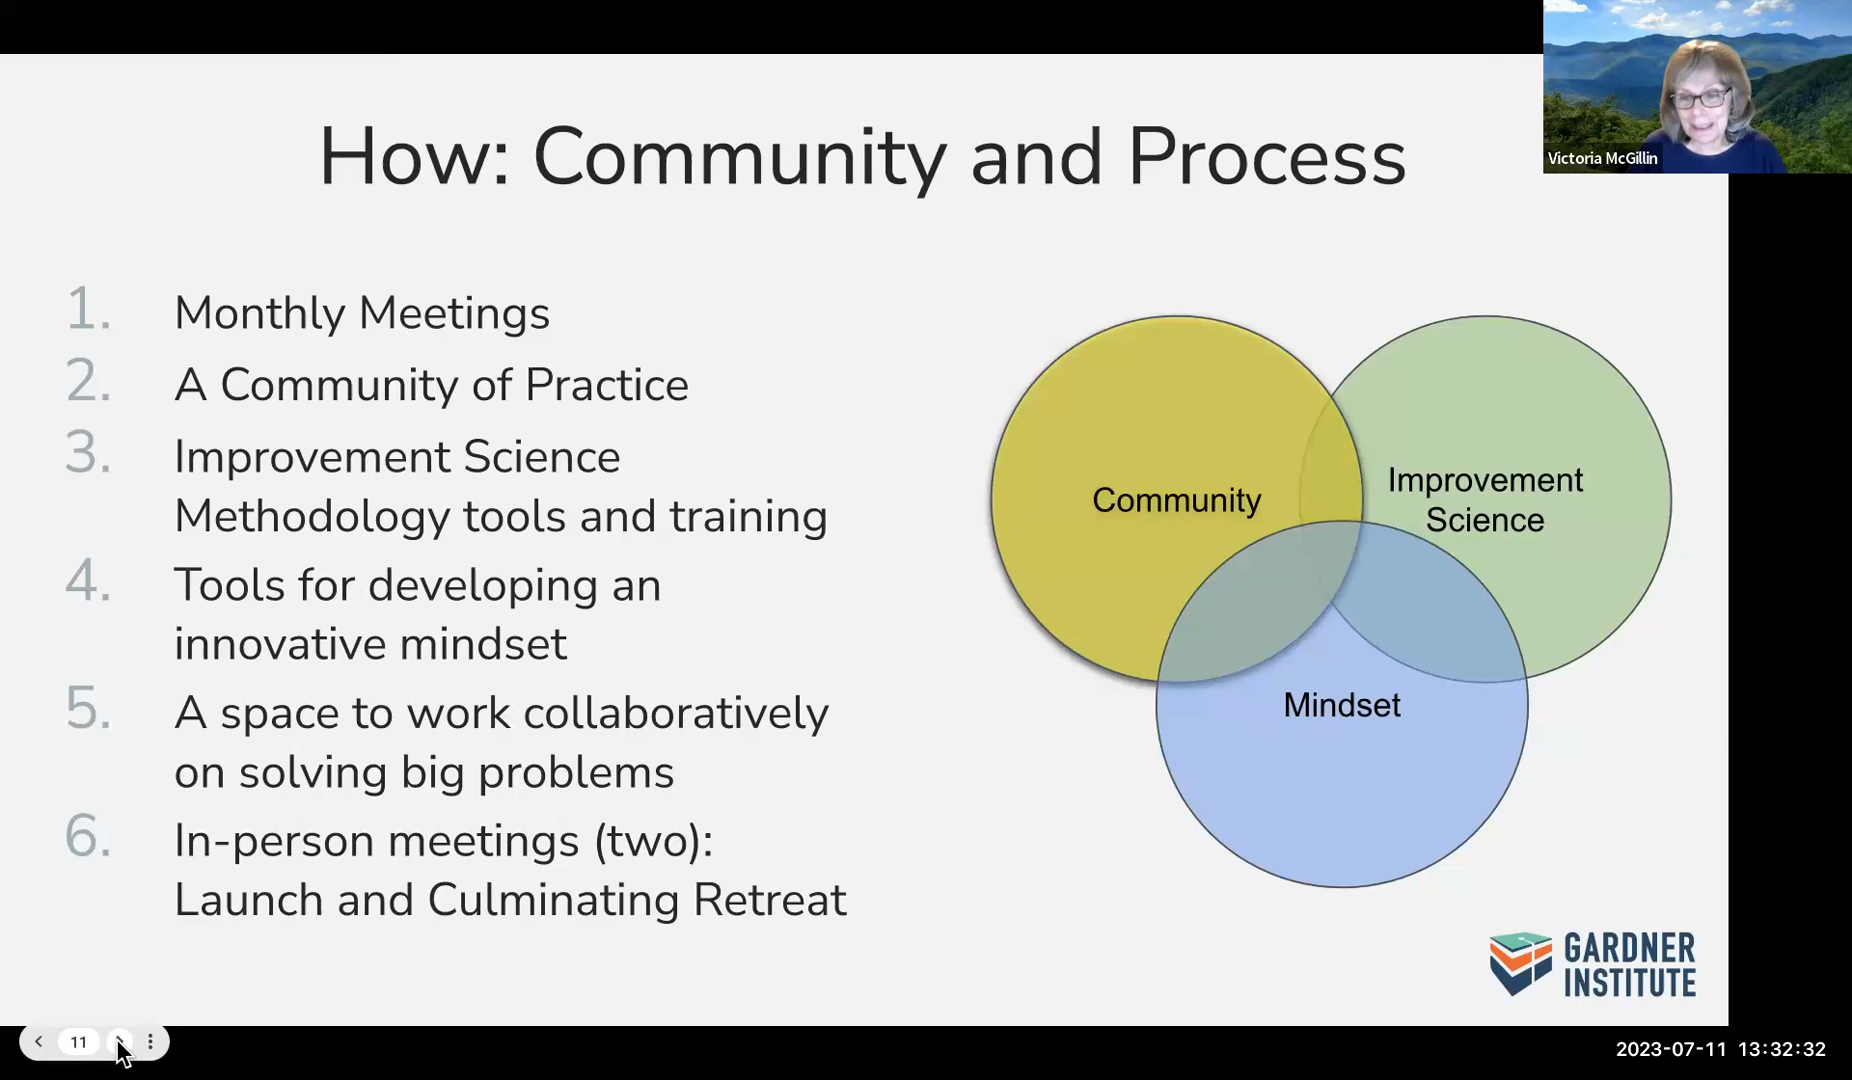 How: Community and Process
Victoria McGillin
1. Monthly Meetings
2. A Community of Practice
3. Improvement Science
Methodology tools and training
4. Tools for developing an
innovative mindset
5. A space to work collaboratively
on solving big problems
6. In-person meetings (two):
Launch and Culminating Retreat
Community
Improvement
Science
Mindset
GARDNER
INSTITUTE
11
2023-07-11 13:32:32